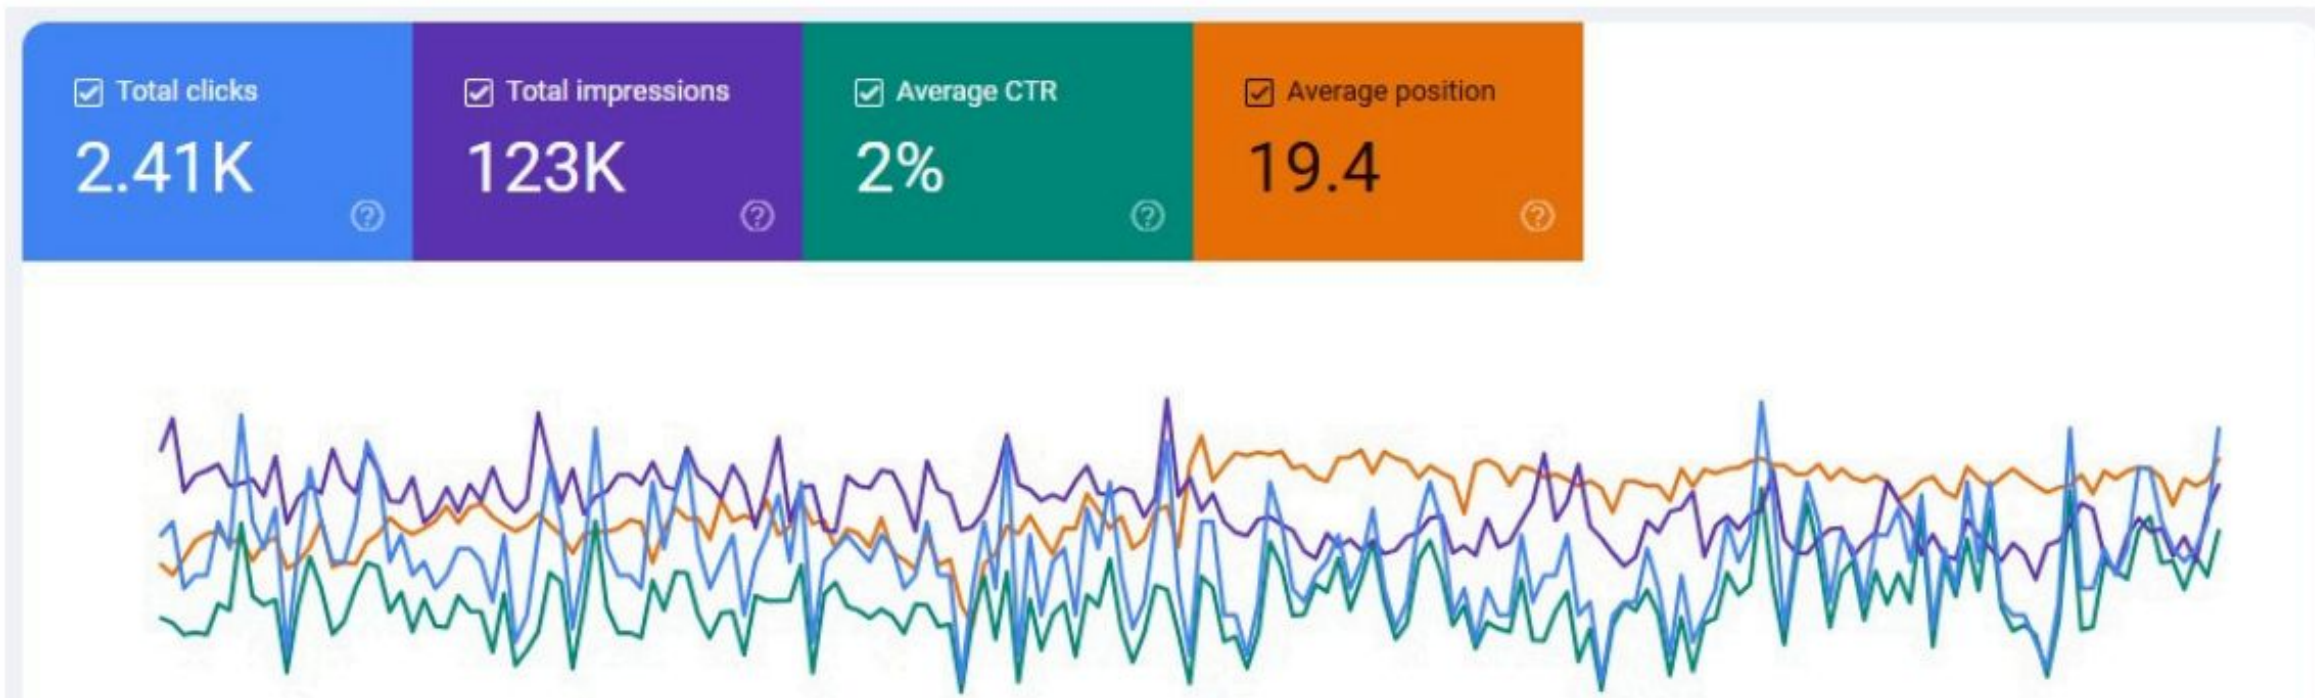 Total clicks
2.41K
Total impressions
123K
Average CTR
2%
Average position
19.4